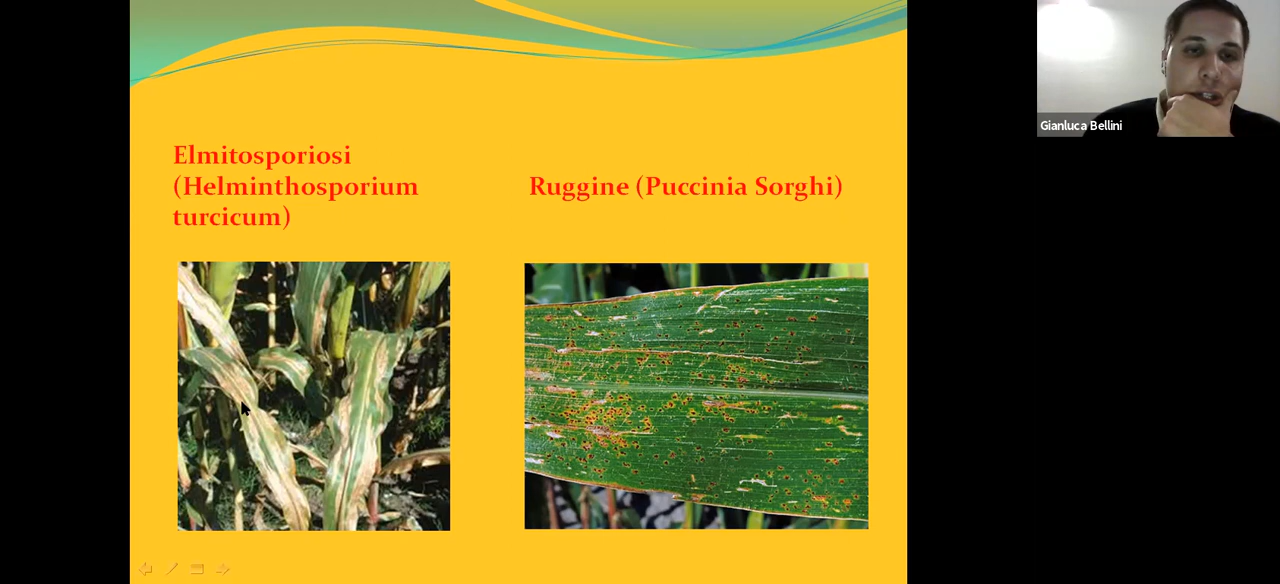 Elmitosporiosi
(Helminthosporium
turcicum)
Ruggine (Puccinia Sorghi)
Gianluca Bellini